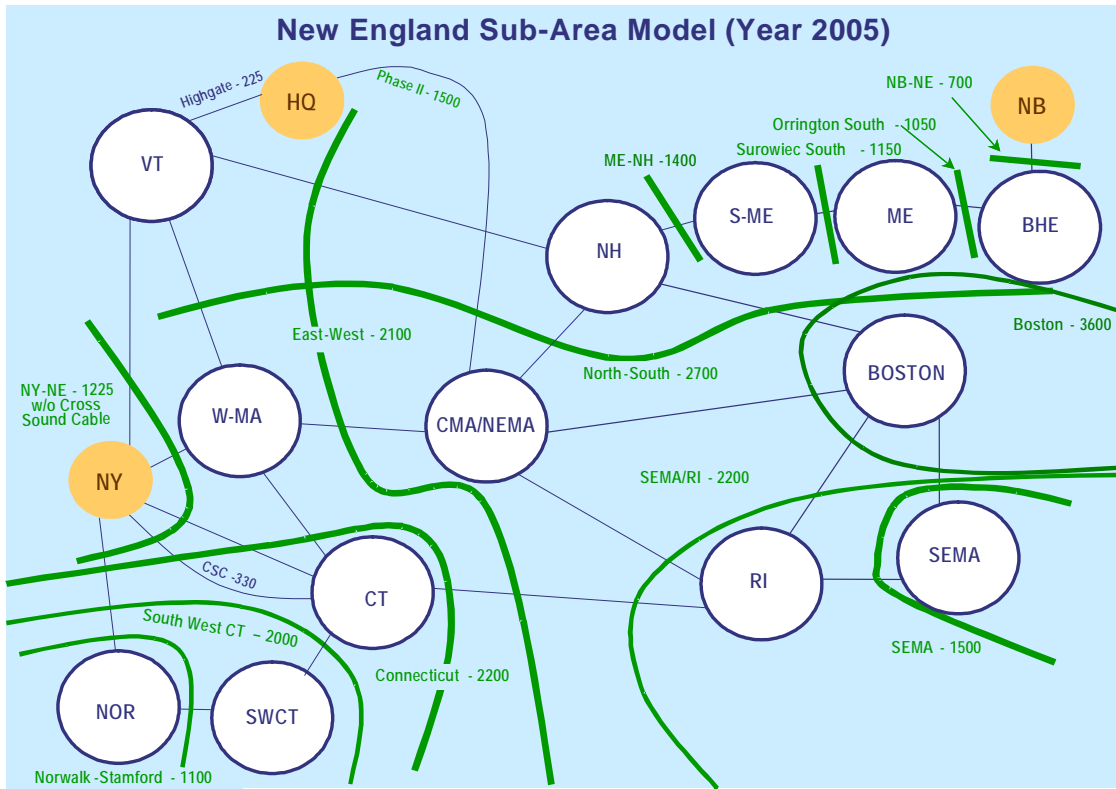 New England Sub-Area Model (Year 2005)
Highgate - 225
HQ
Phase II - 1500
NB-NE - 700
NB
Orrington South - 1050
Surowiec South - 1150
ME-NH -1400
VT
S-ME
ME
BHE
NH
East-West - 2100
Boston - 3600
North-South - 2700
BOSTON
NY-NE - 1225
w/o Cross
Sound Cable
W-MA
CMA/NEMA
NY
SEMA/RI - 2200
SEMA
RI
CSC -330
CT
South West CT – 2000
SEMA - 1500
Connecticut - 2200
NOR
SWCT
Norwalk -Stamford - 1100